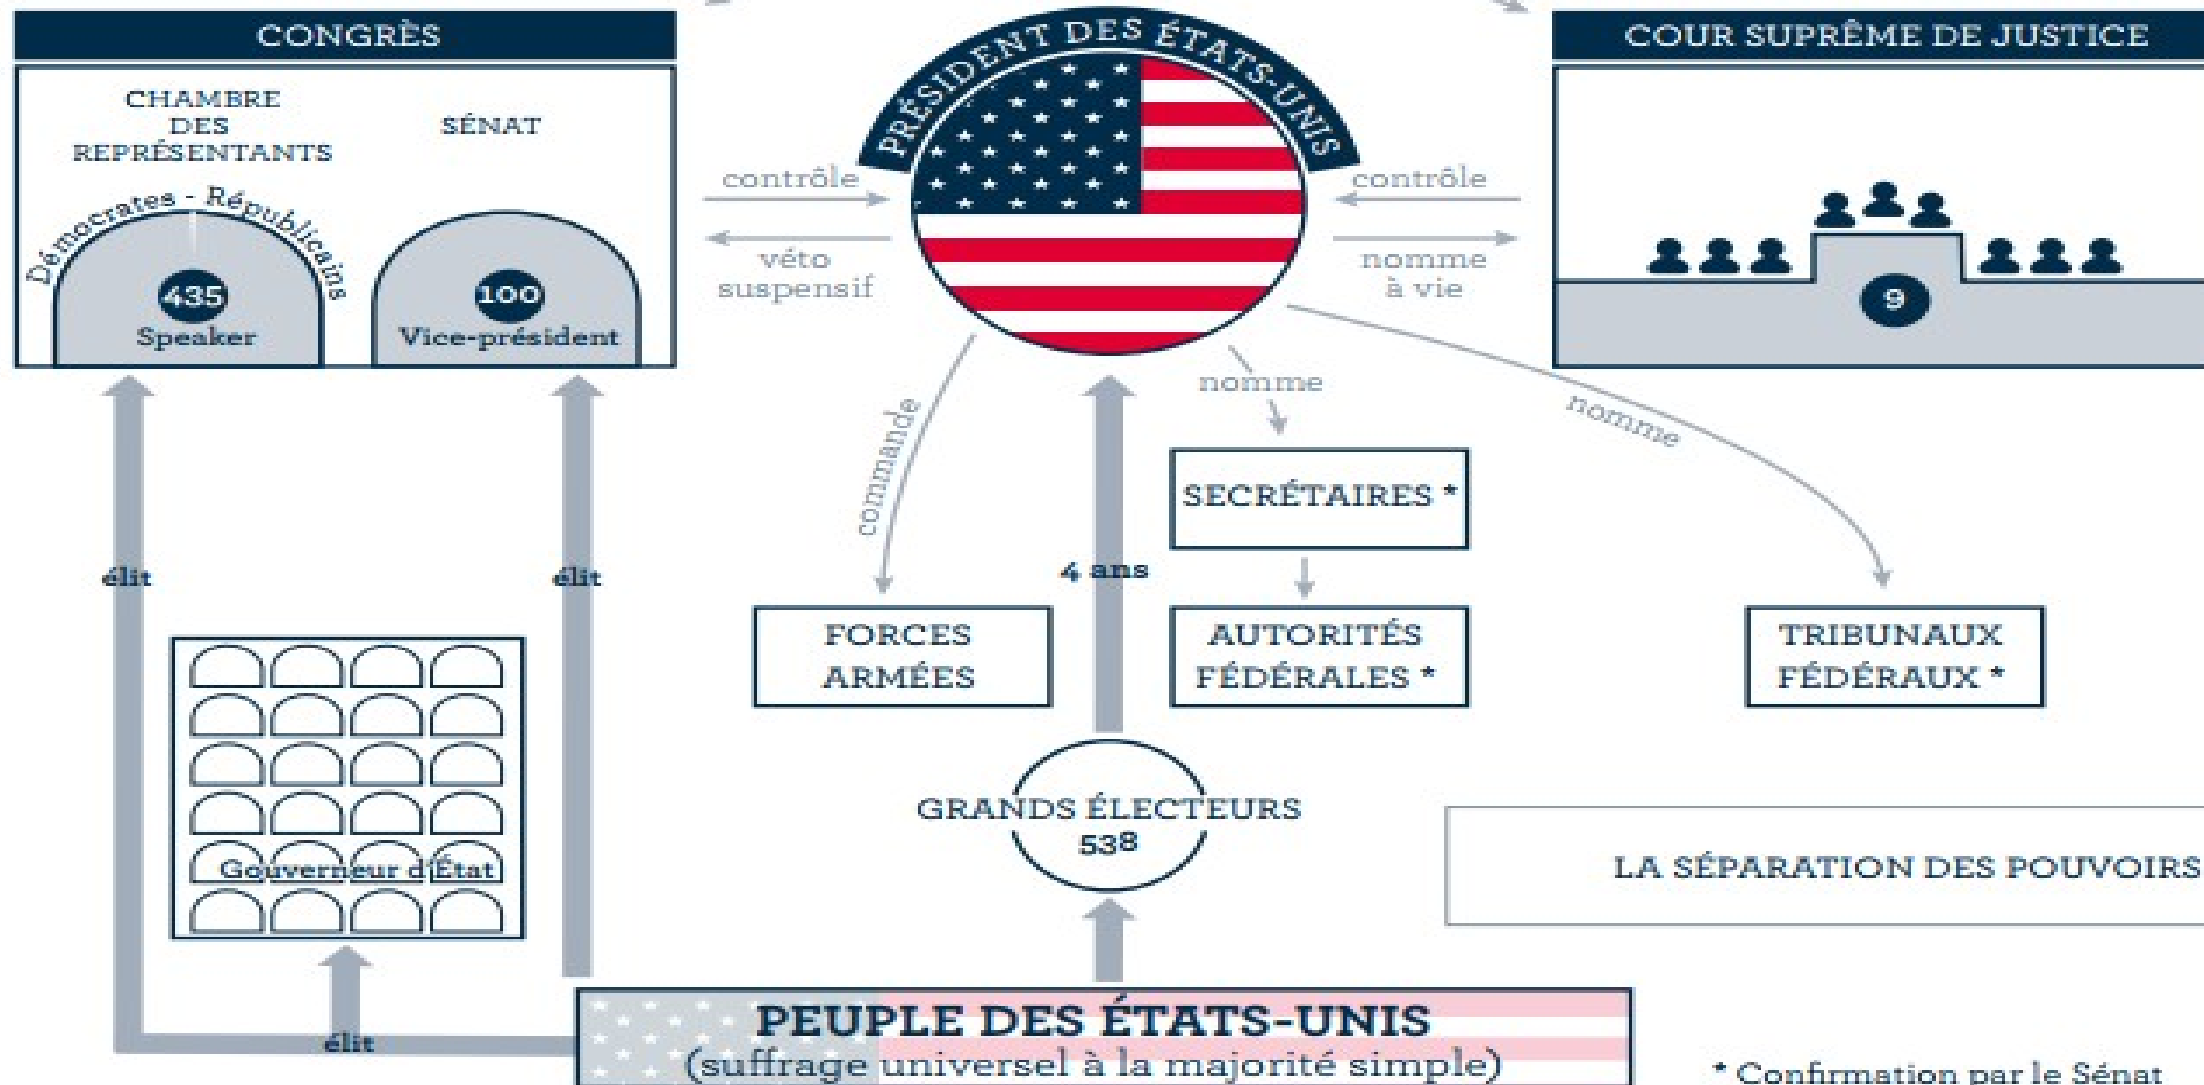 CONGRÈS
CHAMBRE
DES
REPRÉSENTANTS
SÉNAT
Démocrates - Républicains
435
Speaker
100
Vice-président
PRÉSIDENT DES ÉTATS-UNIS
contrôle
véto
suspensif
contrôle
nomme
à vie
COUR SUPRÊME DE JUSTICE
9
commande
nomme
nomme
SECRÉTAIRES *
élit
élit
4 ans
FORCES
ARMÉES
AUTORITÉS
FÉDÉRALES *
TRIBUNAUX
FÉDÉRAUX *
GRANDS ÉLECTEURS
538
Gouverneur d'État
LA SÉPARATION DES POUVOIRS
élit
PEUPLE DES ÉTATS-UNIS
(suffrage universel à la majorité simple)
* Confirmation par le Sénat